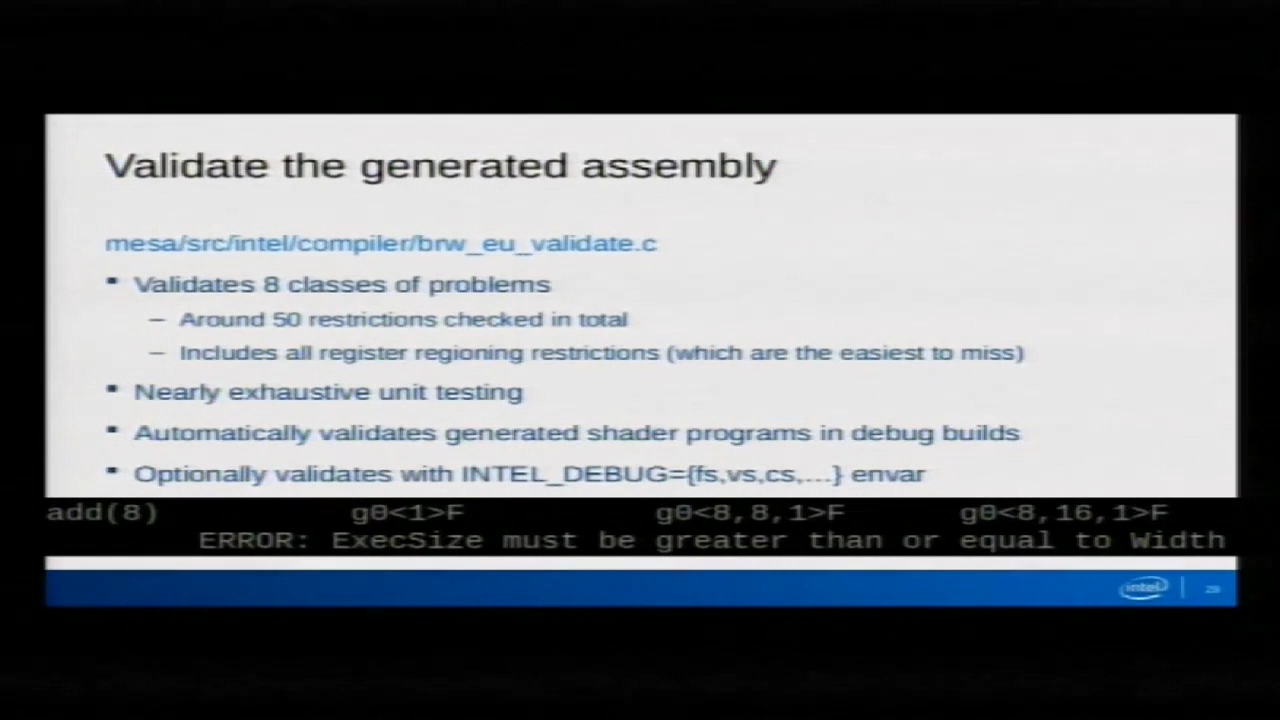 Validate the generated assembly
mesa/src/intel/compiler/brw_eu_validate.c
▪ Validates 8 classes of problems
– Around 50 restrictions checked in total
– Includes all register regioning restrictions (which are the easiest to miss)
▪ Nearly exhaustive unit testing
▪ Automatically validates generated shader programs in debug builds
▪ Optionally validates with INTEL_DEBUG={fs,vs,cs,...} envar
add(8) g0<1>F g0<8,8,1>F g0<8,16,1>F
ERROR: ExecSize must be greater than or equal to Width
intel